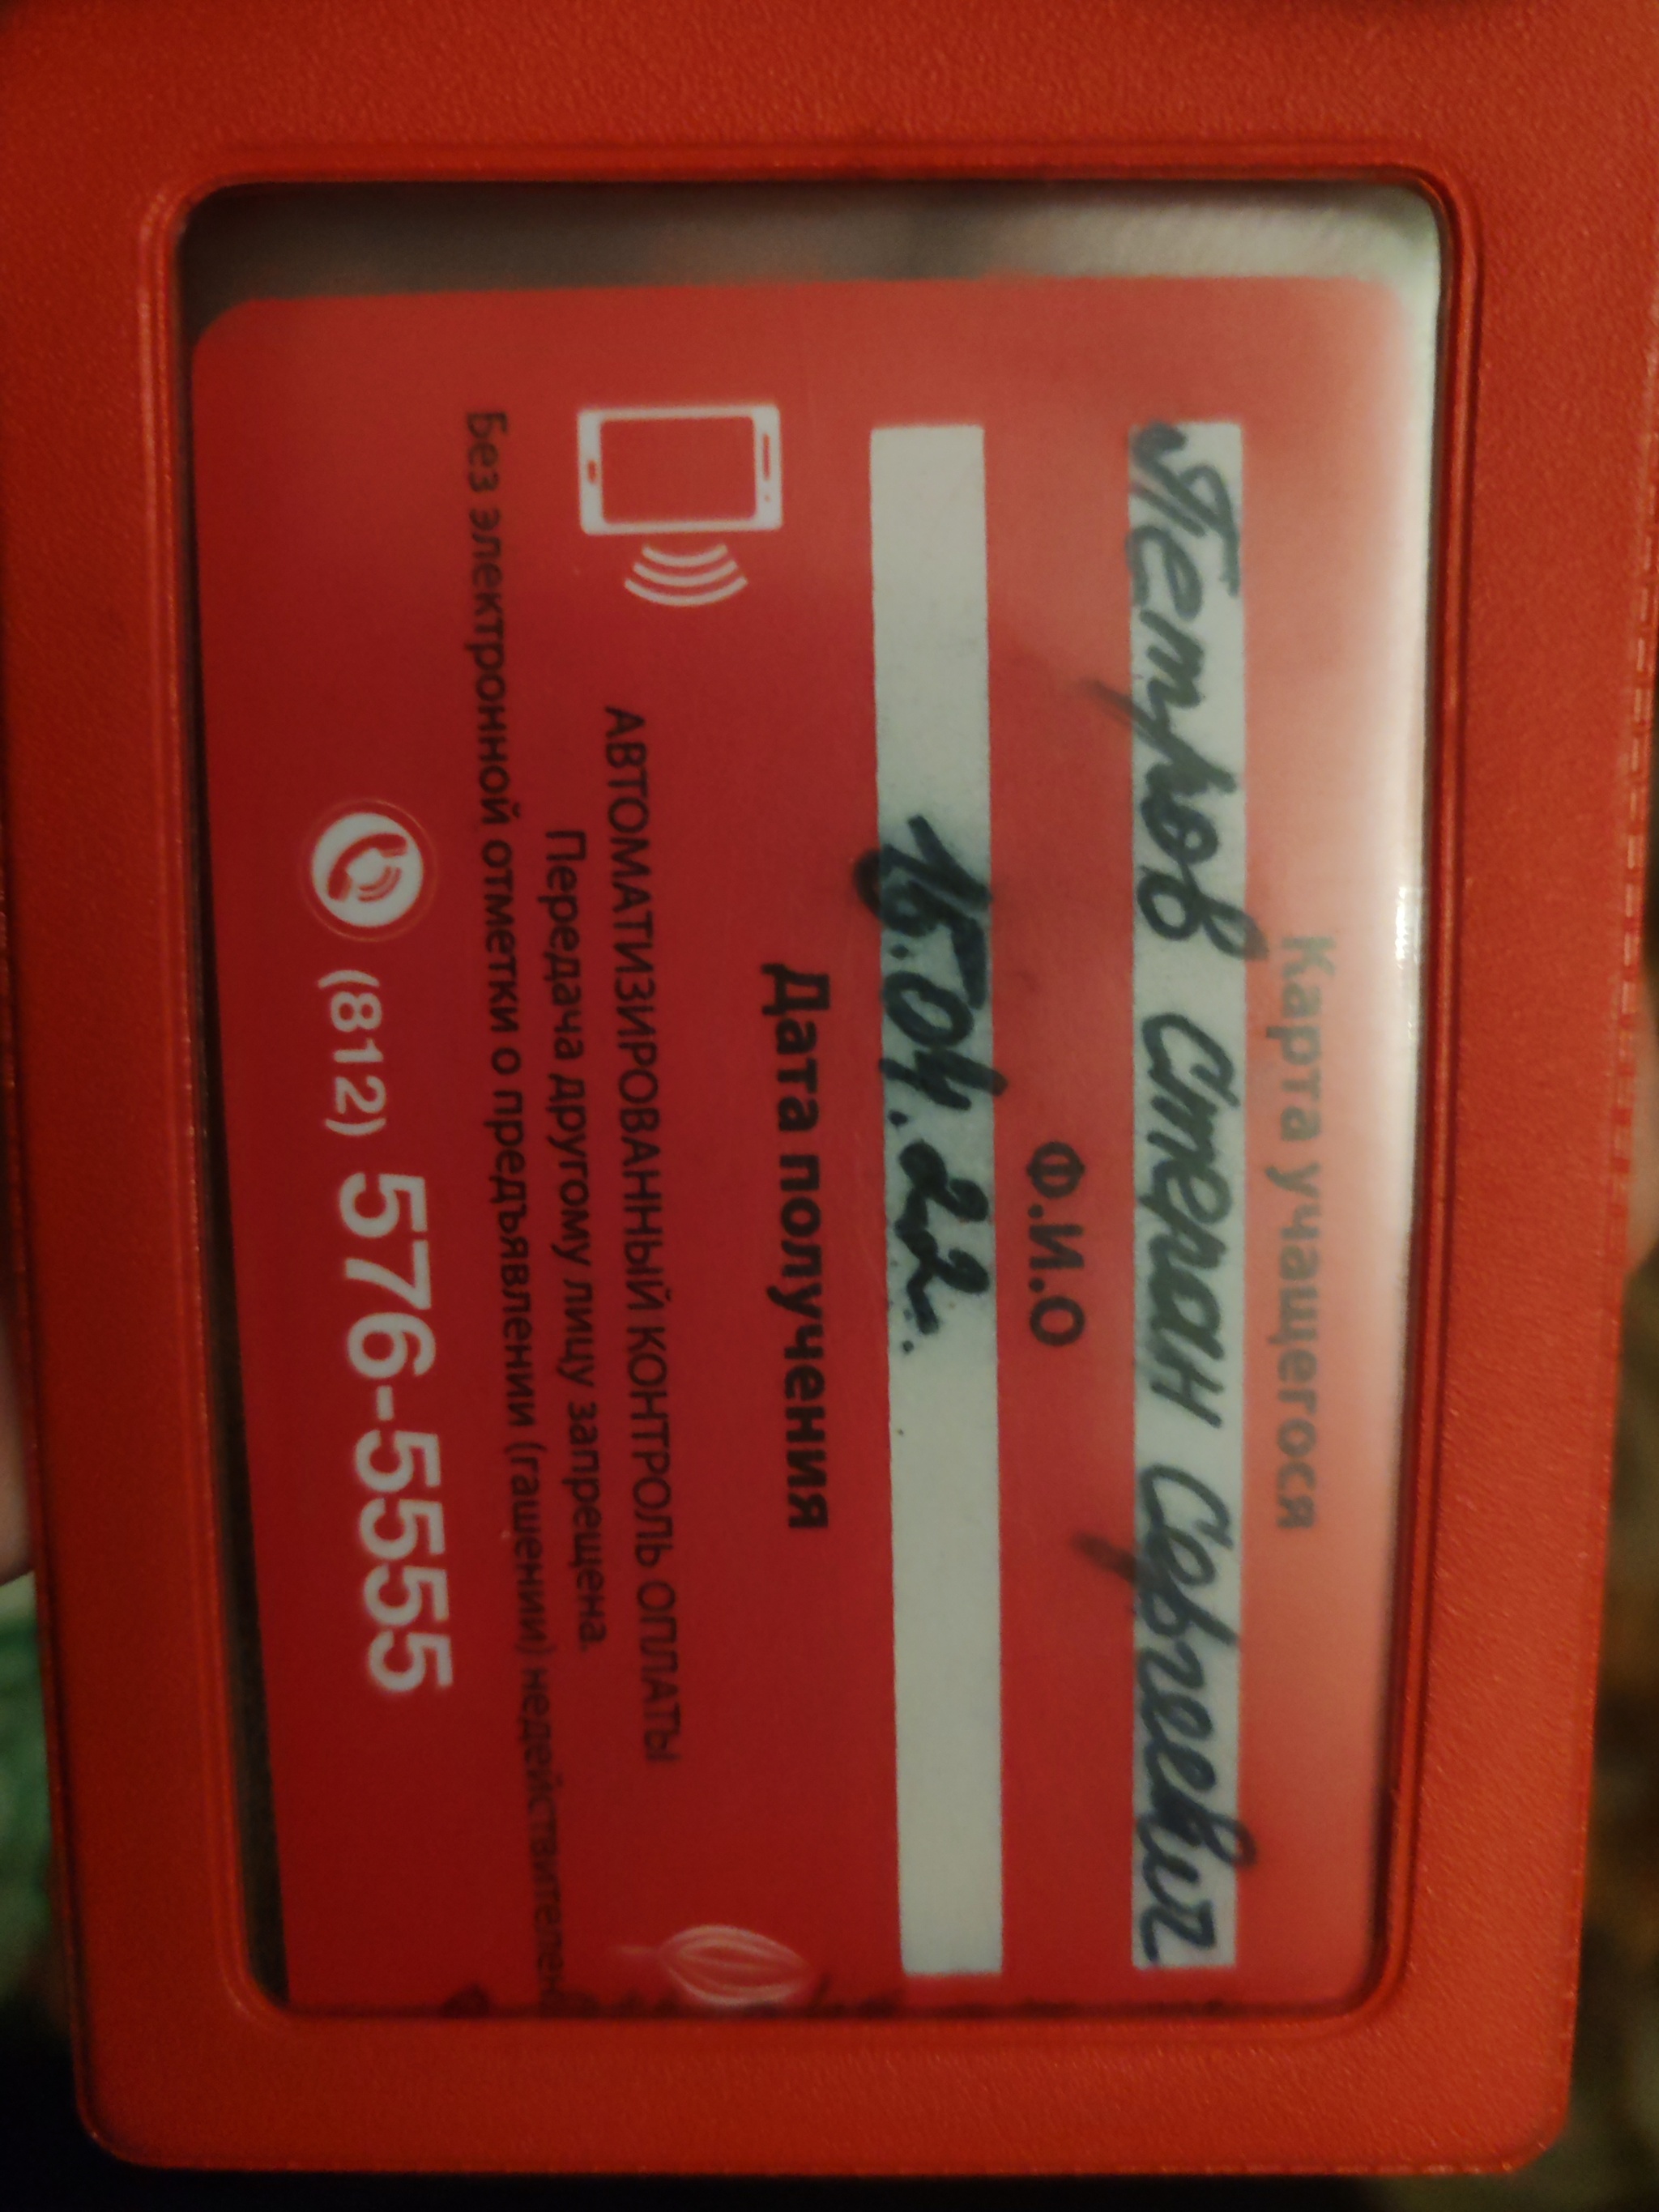 Карта учащегося
Петров Степан Сергеевич
Ф.И.О
15.04.22.
Дата получения
АВТОМАТИЗИРОВАННЫЙ КОНТРОЛЬ ОПЛАТЫ
Передача другому лицу запрещена.
Без электронной отметки о предъявлении (гашении) недействителен
(812) 576-5555